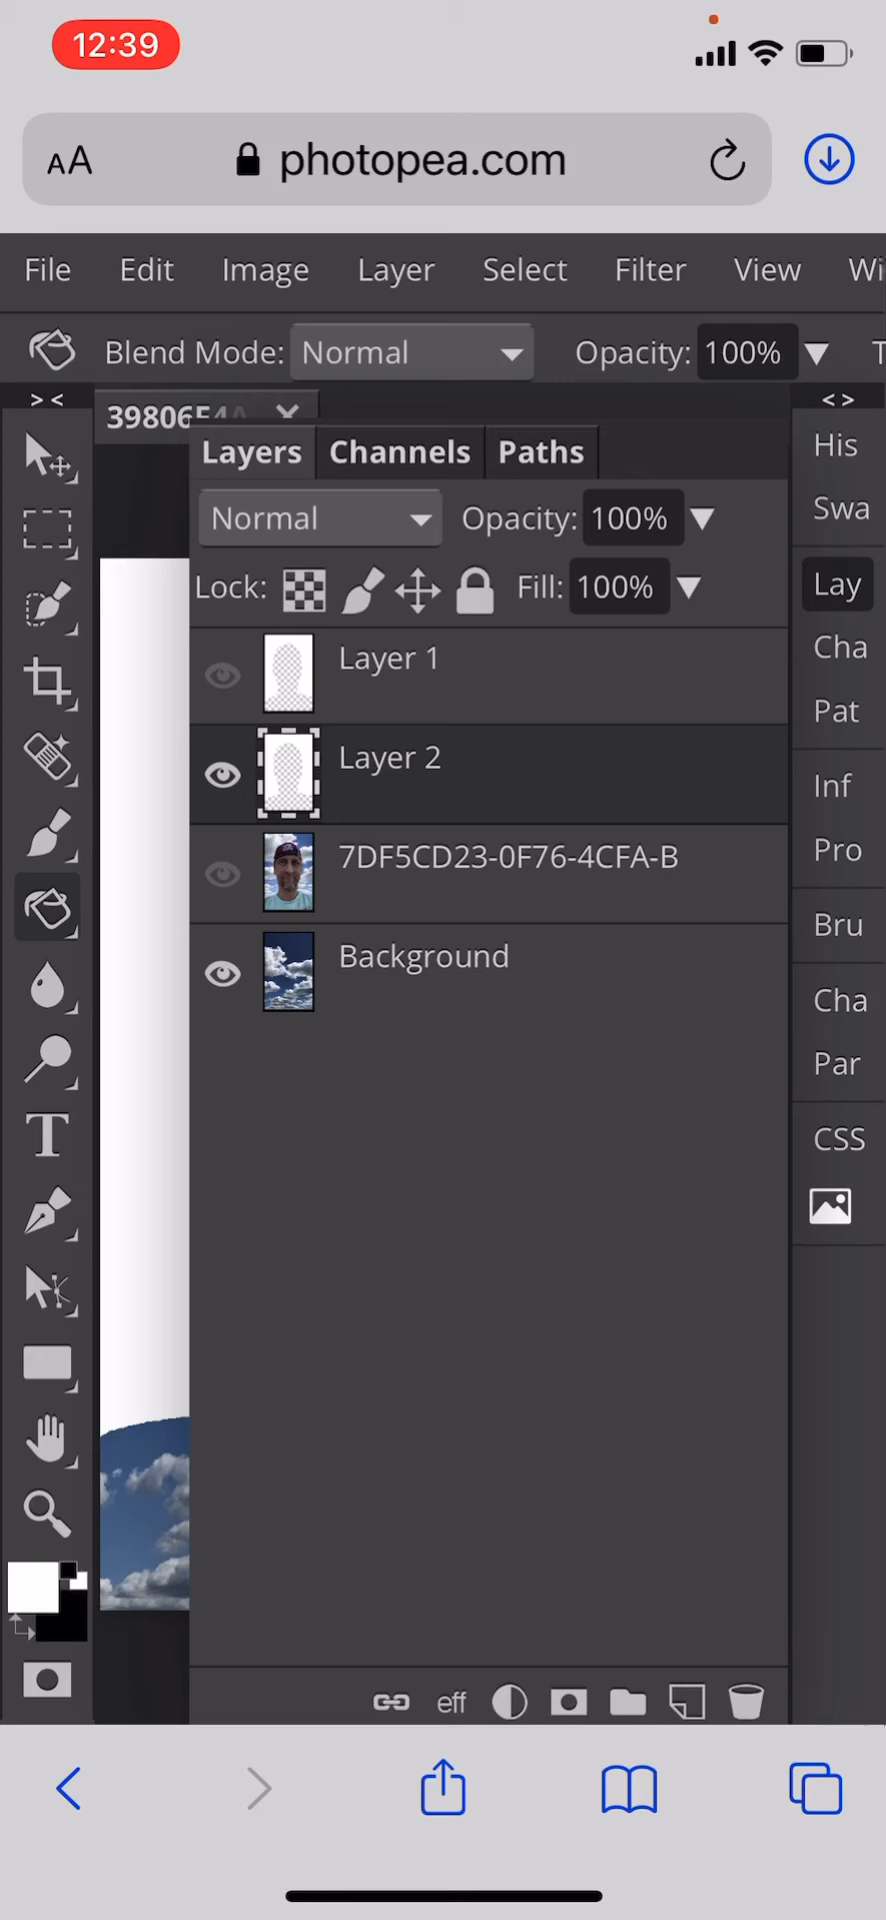 12:39
AA photopea.com
File Edit Image Layer Select Filter View Wi
Blend Mode: Normal Opacity: 100% T
> < < >
Layers Channels Paths
Normal Opacity: 100%
Lock: Fill: 100%
Layer 1
Layer 2
7DF5CD23-0F76-4CFA-B
Background
eff
His
Swa
Lay
Cha
Pat
Inf
Pro
Bru
Cha
Par
CSS
T